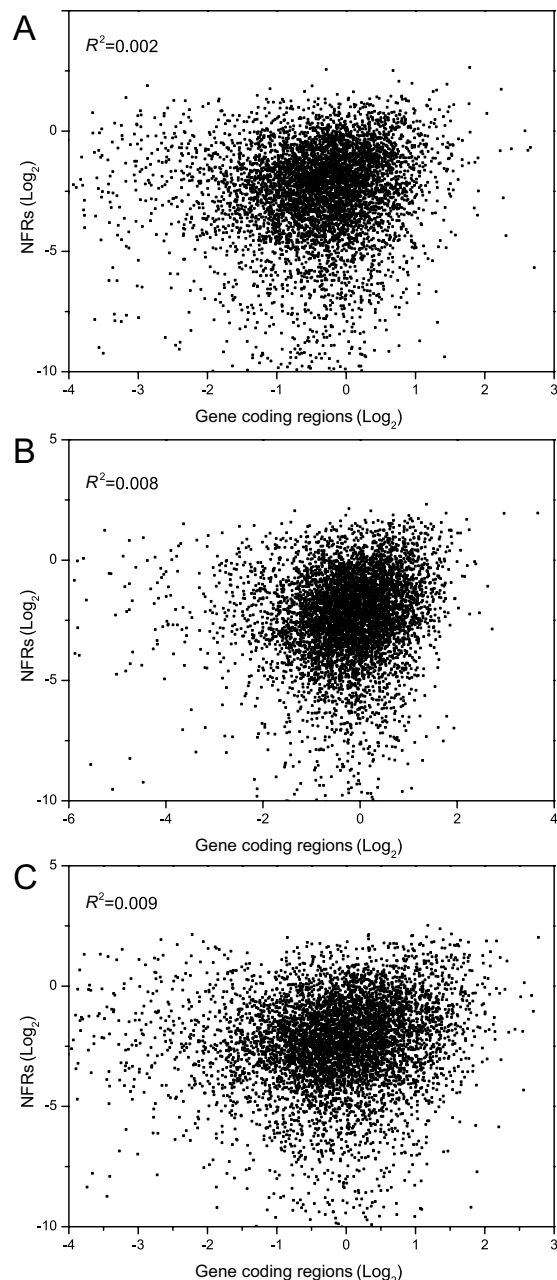 A
R²=0.002
0
-5
-10
NFRs (Log₂)
-4 -3 -2 -1 0 1 2 3
Gene coding regions (Log₂)
B
5
R²=0.008
0
-5
-10
NFRs (Log₂)
-6 -4 -2 0 2 4
Gene coding regions (Log₂)
C
5
R²=0.009
0
-5
-10
NFRs (Log₂)
-4 -3 -2 -1 0 1 2 3
Gene coding regions (Log₂)